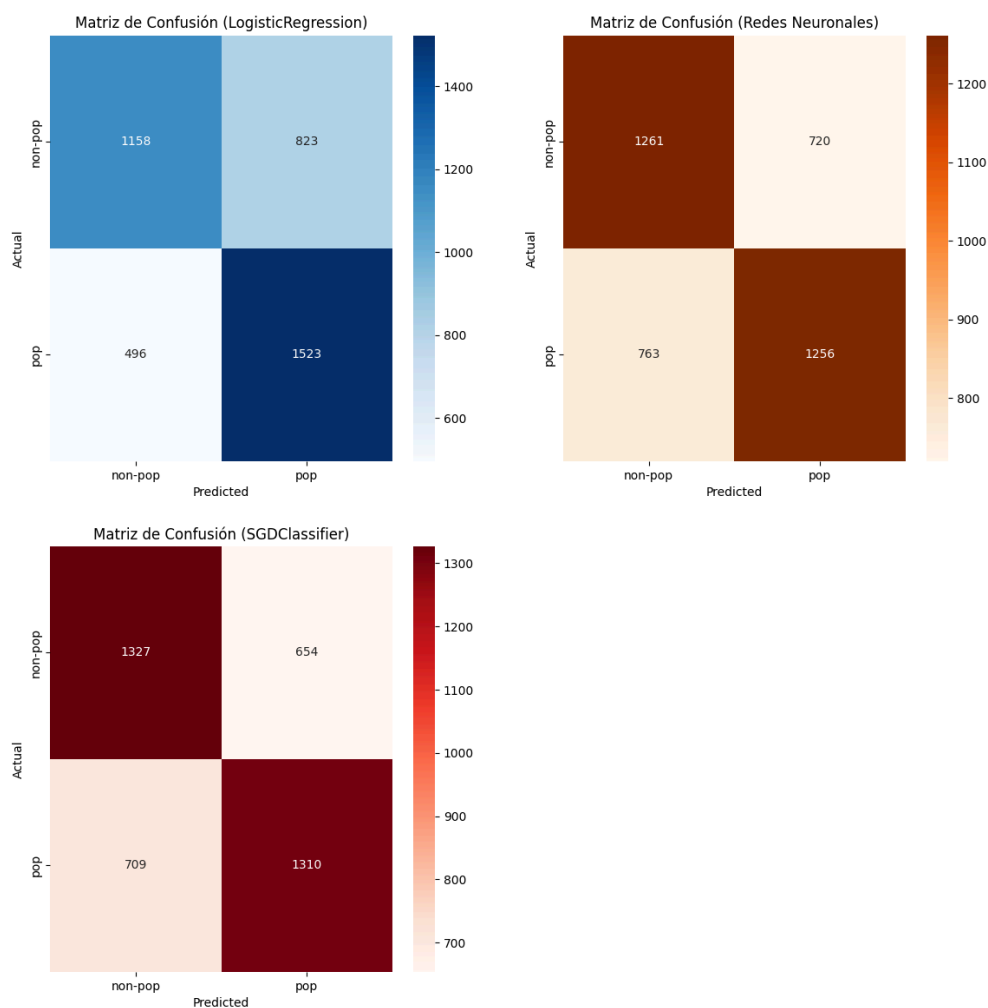 Matriz de Confusión (LogisticRegression)
1158
823
496
1523
non-pop
pop
Actual
non-pop
pop
Predicted
1400
1200
1000
800
600
Matriz de Confusión (Redes Neuronales)
1261
720
763
1256
non-pop
pop
Actual
non-pop
pop
Predicted
1200
1100
1000
900
800
Matriz de Confusión (SGDClassifier)
1327
654
709
1310
non-pop
pop
Actual
non-pop
pop
Predicted
1300
1200
1100
1000
900
800
700